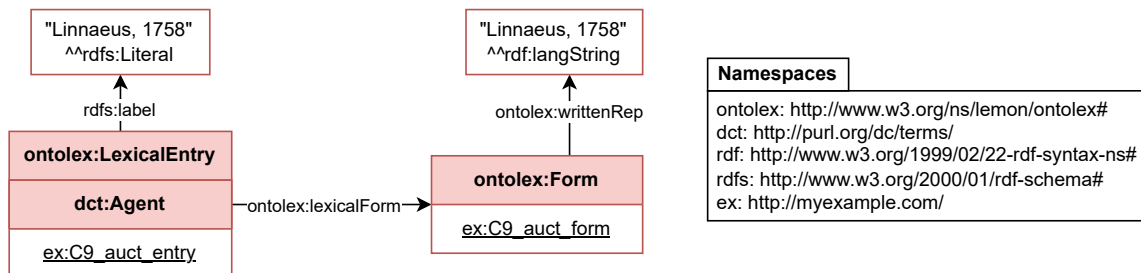 "Linnaeus, 1758"
^^rdfs:Literal
rdfs:label
ontolex:LexicalEntry
dct:Agent
ex:C9_auct_entry
ontolex:lexicalForm
"Linnaeus, 1758"
^^rdf:langString
ontolex:writtenRep
ontolex:Form
ex:C9_auct_form
Namespaces
ontolex: http://www.w3.org/ns/lemon/ontolex#
dct: http://purl.org/dc/terms/
rdf: http://www.w3.org/1999/02/22-rdf-syntax-ns#
rdfs: http://www.w3.org/2000/01/rdf-schema#
ex: http://myexample.com/